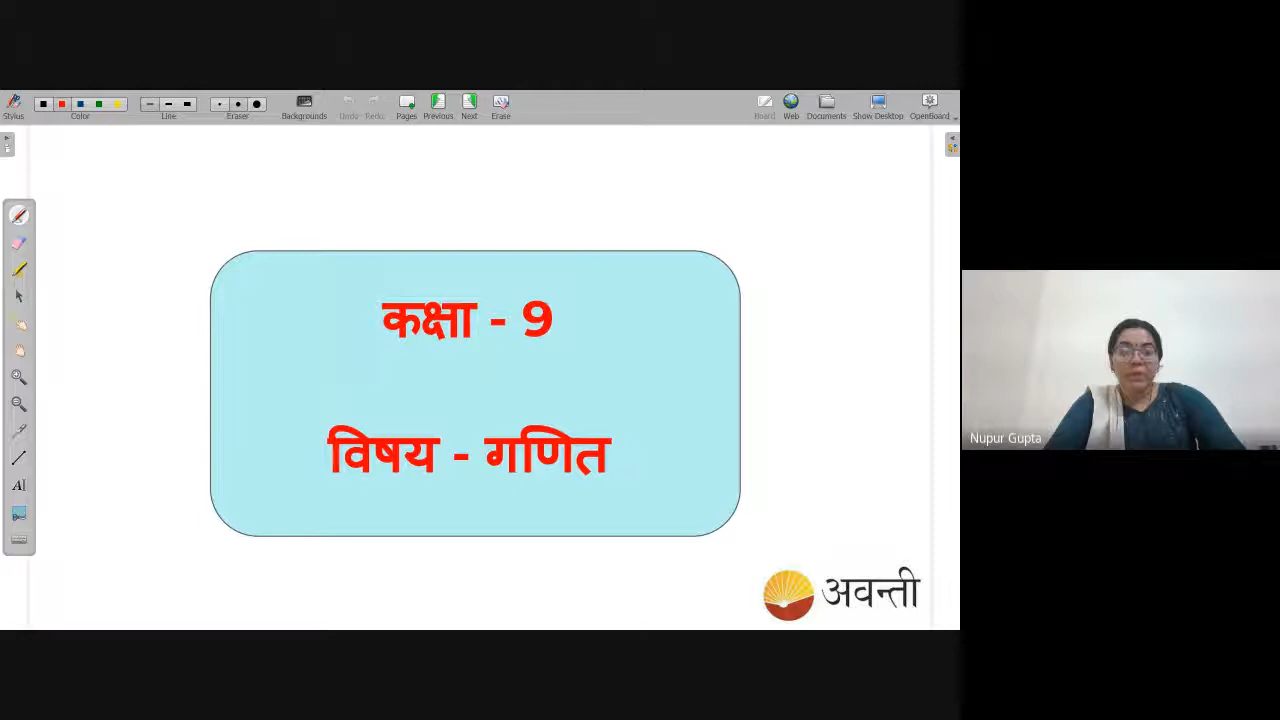 Stylus
Color
Line
Eraser
Backgrounds
Undo
Redo
Pages
Previous
Next
Erase
Board
Web
Documents
Show Desktop
OpenBoard
कक्षा - 9
विषय - गणित
A
अवन्ती
Nupur Gupta